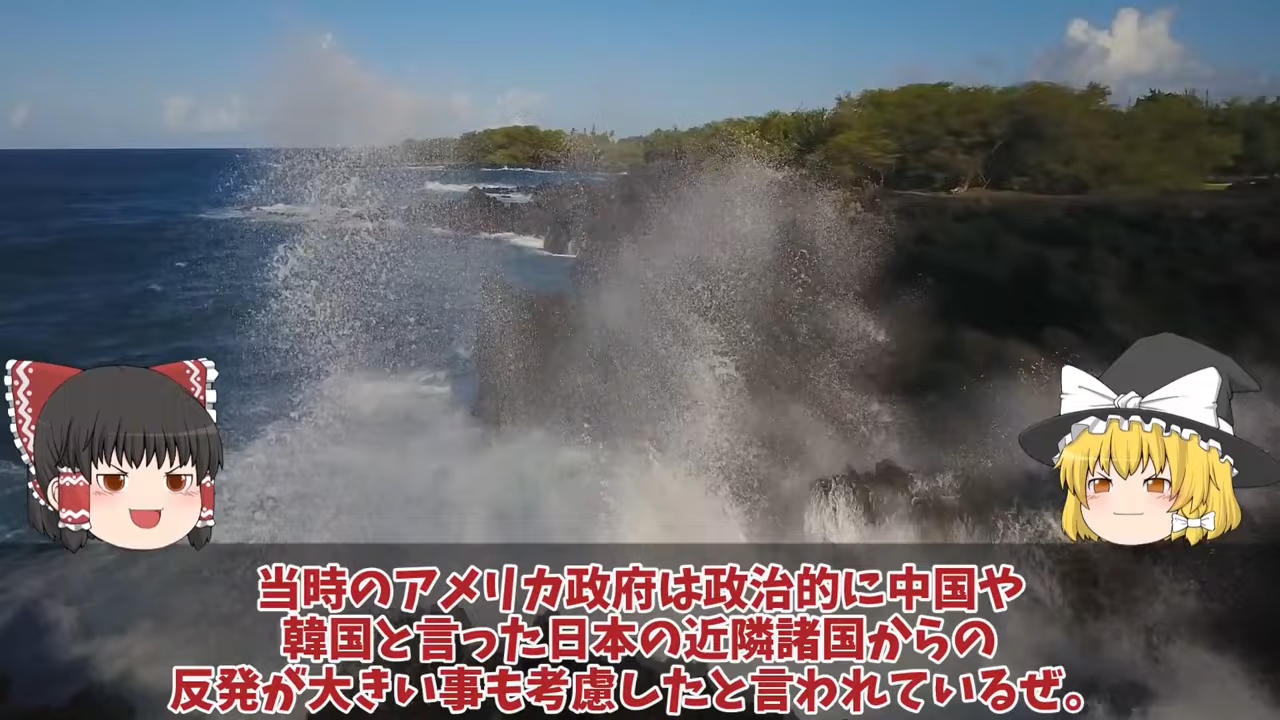 当時のアメリカ政府は政治的に中国や
韓国と言った日本の近隣諸国からの
反発が大きい事も考慮したと言われているぜ。